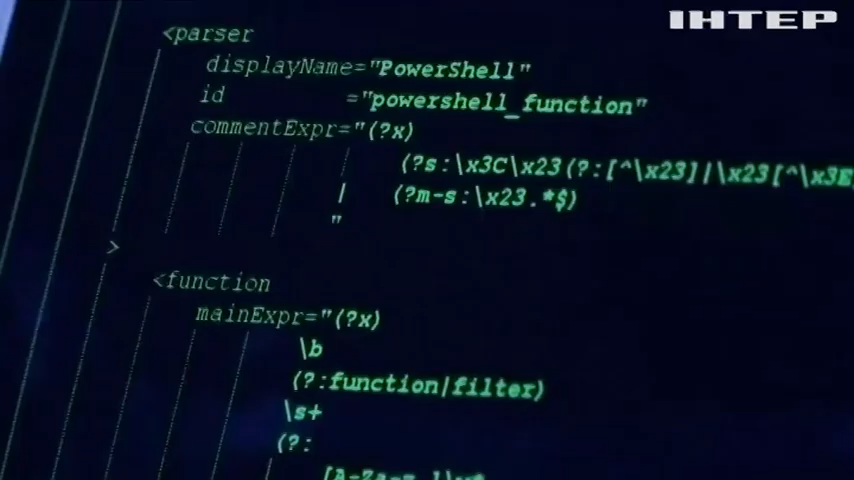 ІНТЕР
<parser
displayName="PowerShell"
id ="powershell_function"
commentExpr="(?x)
(?s:\x3C\x23(?:[^\x23]|\x23[^\x3E
| (?m-s:\x23.*$)
"
>
<function
mainExpr="(?x)
\b
(?:function|filter)
\s+
(?: